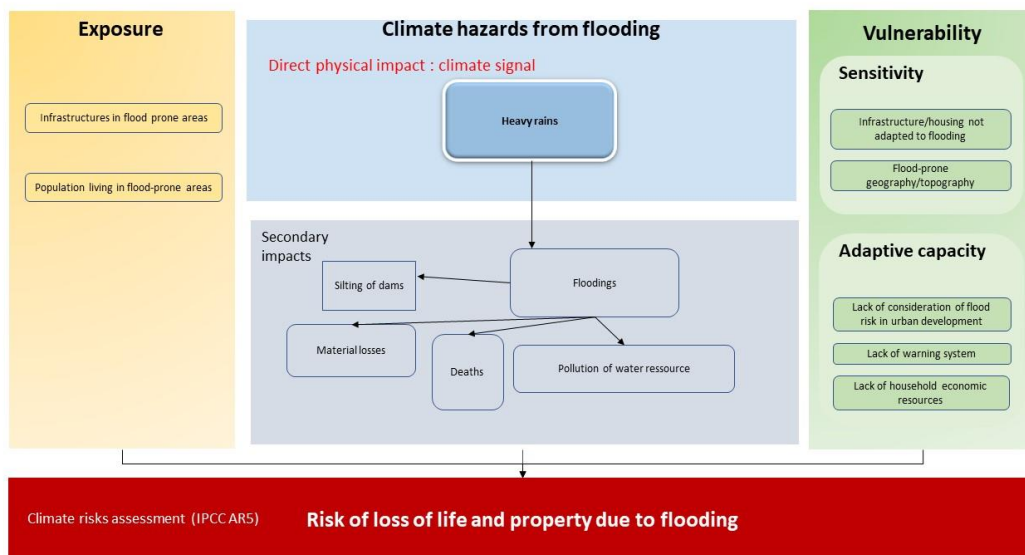 Exposure
Infrastructures in flood prone areas
Population living in flood-prone areas
Climate hazards from flooding
Direct physical impact : climate signal
Heavy rains
Secondary
impacts
Floodings
Silting of dams
Material losses
Deaths
Pollution of water ressource
Vulnerability
Sensitivity
Infrastructure/housing not
adapted to flooding
Flood-prone
geography/topography
Adaptive capacity
Lack of consideration of flood
risk in urban development
Lack of warning system
Lack of household economic
resources
Climate risks assessment (IPCC AR5)
Risk of loss of life and property due to flooding